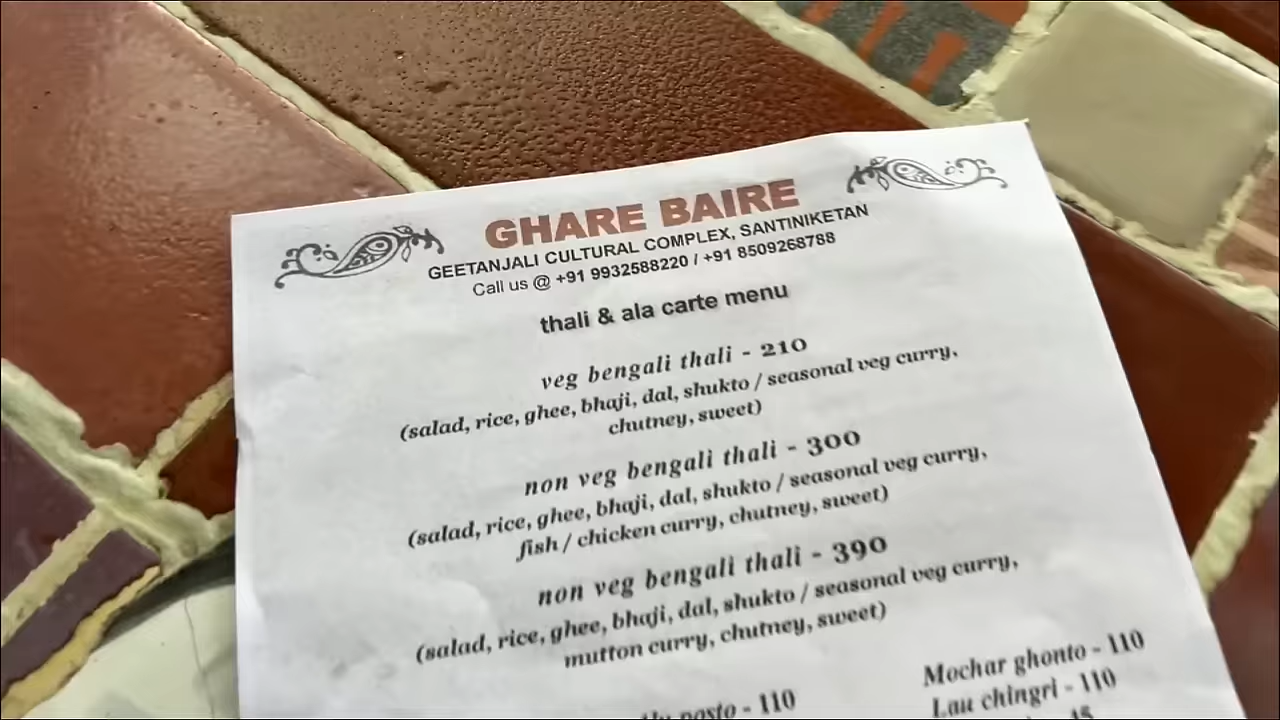 GHARE BAIRE
GEETANJALI CULTURAL COMPLEX, SANTINIKETAN
Call us @ +91 9932588220 / +91 8509268788
thali & ala carte menu
veg bengali thali - 210
(salad, rice, ghee, bhaji, dal, shukto / seasonal veg curry,
chutney, sweet)
non veg bengali thali - 300
(salad, rice, ghee, bhaji, dal, shukto / seasonal veg curry,
fish / chicken curry, chutney, sweet)
non veg bengali thali - 390
(salad, rice, ghee, bhaji, dal, shukto / seasonal veg curry,
mutton curry, chutney, sweet)
posto - 110
Mochar ghonto - 110
Lau chingri - 110